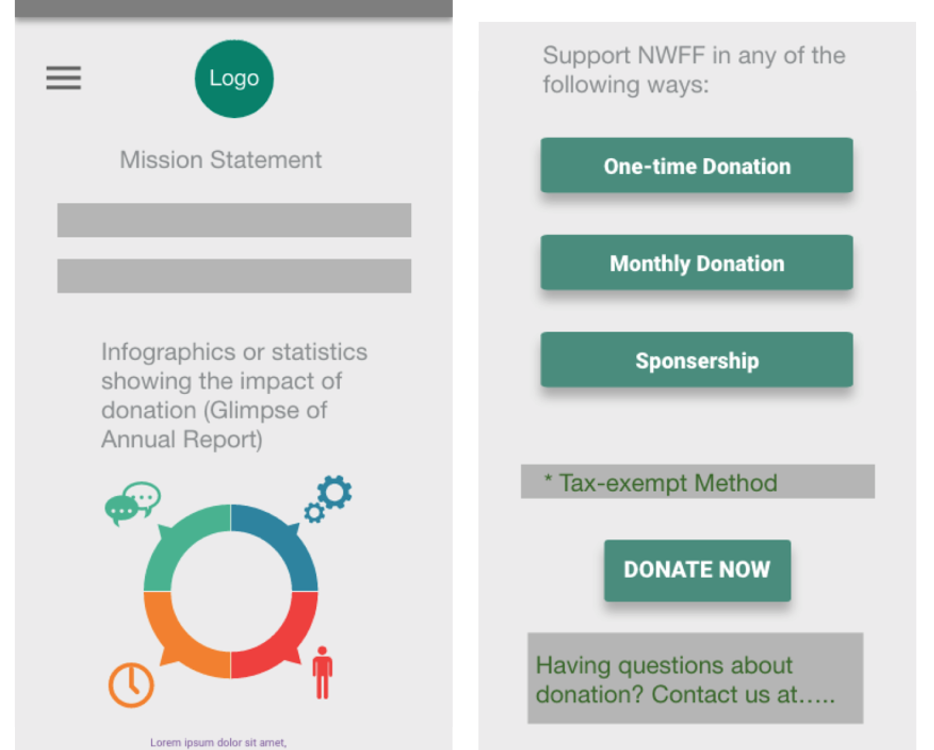 Logo
Mission Statement
Infographics or statistics
showing the impact of
donation (Glimpse of
Annual Report)
Lorem ipsum dolor sit amet,
Support NWFF in any of the
following ways:
One-time Donation
Monthly Donation
Sponsership
* Tax-exempt Method
DONATE NOW
Having questions about
donation? Contact us at.....